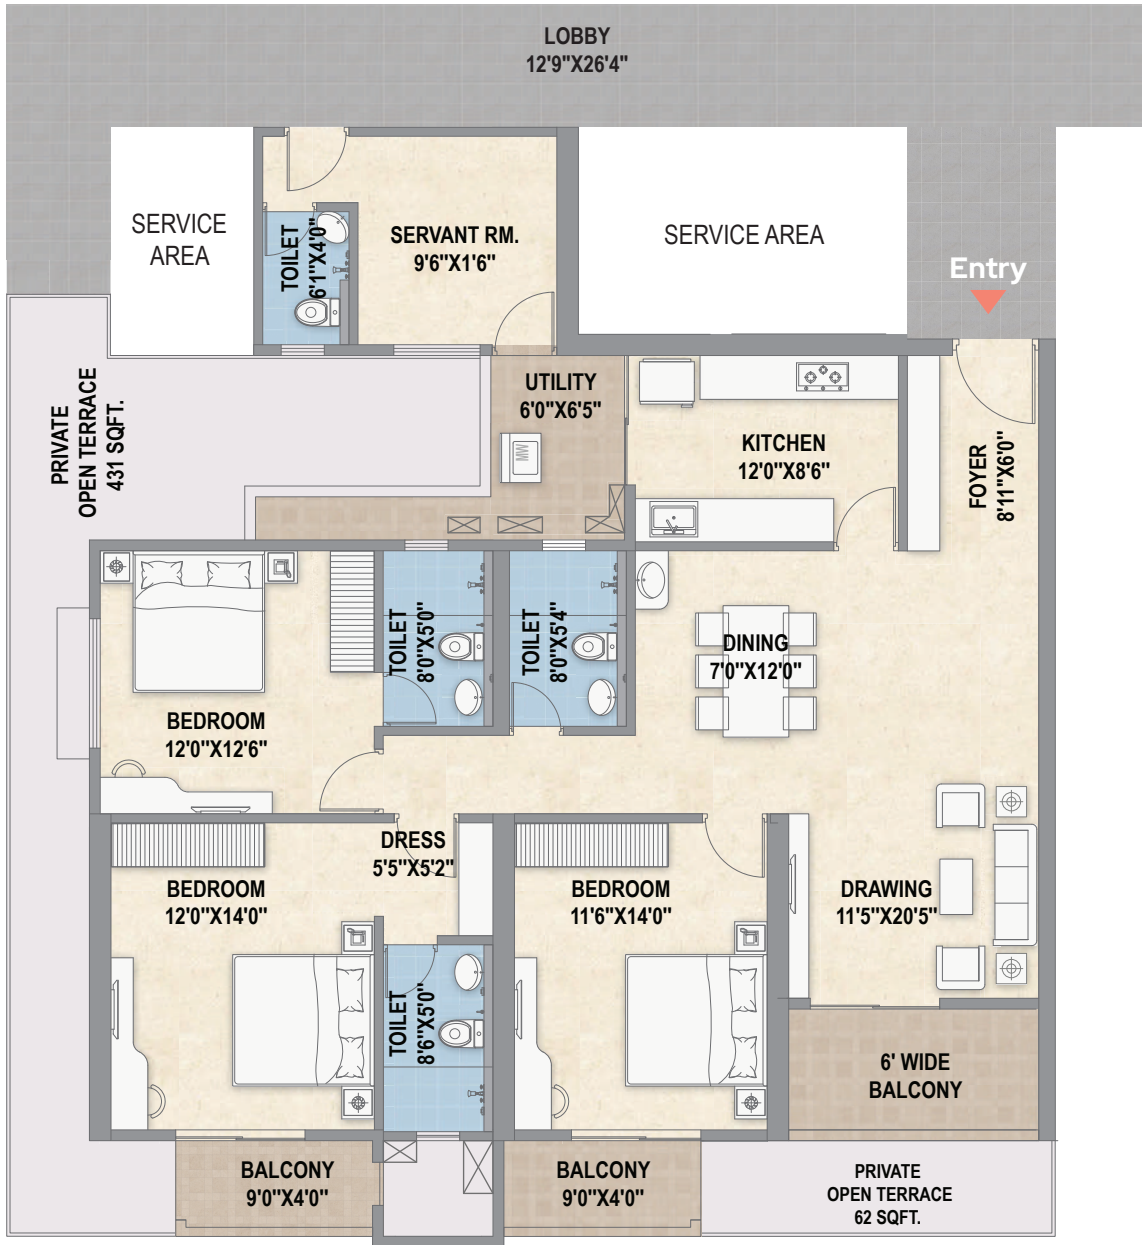 LOBBY
12'9"X26'4"
SERVICE
AREA
TOILET
6'1"X4'0"
SERVANT RM.
9'6"X1'6"
SERVICE AREA
Entry
PRIVATE
OPEN TERRACE
431 SQFT.
UTILITY
6'0"X6'5"
MW
KITCHEN
12'0"X8'6"
FOYER
8'11"X6'0"
BEDROOM
12'0"X12'6"
TOILET
8'0"X5'0"
TOILET
8'0"X5'4"
DINING
7'0"X12'0"
DRESS
5'5"X5'2"
BEDROOM
12'0"X14'0"
BEDROOM
11'6"X14'0"
DRAWING
11'5"X20'5"
TOILET
8'6"X5'0"
6' WIDE
BALCONY
BALCONY
9'0"X4'0"
BALCONY
9'0"X4'0"
PRIVATE
OPEN TERRACE
62 SQFT.